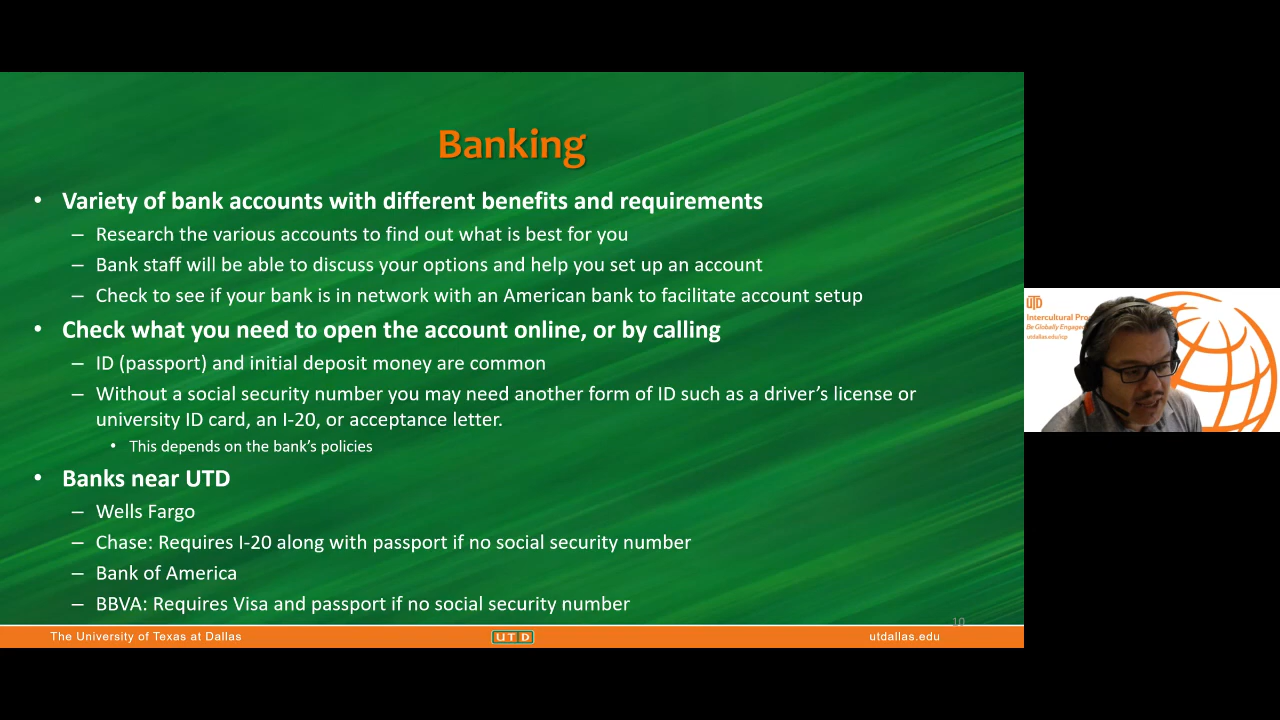 Banking
• Variety of bank accounts with different benefits and requirements
– Research the various accounts to find out what is best for you
– Bank staff will be able to discuss your options and help you set up an account
– Check to see if your bank is in network with an American bank to facilitate account setup
• Check what you need to open the account online, or by calling
– ID (passport) and initial deposit money are common
– Without a social security number you may need another form of ID such as a driver’s license or
university ID card, an I-20, or acceptance letter.
• This depends on the bank’s policies
• Banks near UTD
– Wells Fargo
– Chase: Requires I-20 along with passport if no social security number
– Bank of America
– BBVA: Requires Visa and passport if no social security number
10
The University of Texas at Dallas
UTD
utdallas.edu
UTD
Intercultural
Be Globally
utdallas.edu/icp